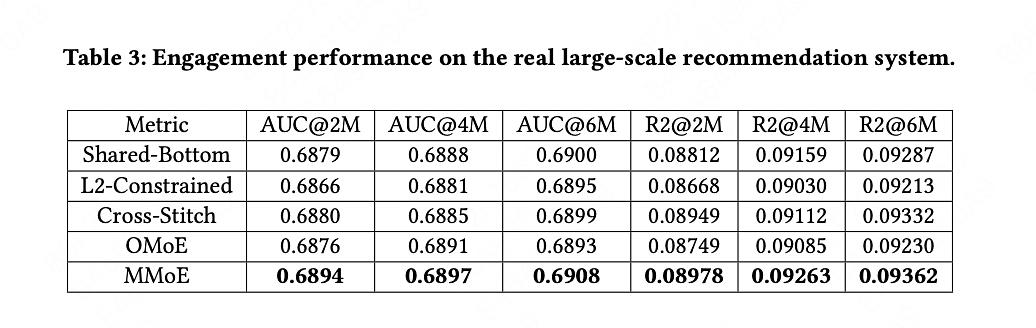 Table 3: Engagement performance on the real large-scale recommendation system.
Metric AUC@2M AUC@4M AUC@6M R2@2M R2@4M R2@6M
Shared-Bottom 0.6879 0.6888 0.6900 0.08812 0.09159 0.09287
L2-Constrained 0.6866 0.6881 0.6895 0.08668 0.09030 0.09213
Cross-Stitch 0.6880 0.6885 0.6899 0.08949 0.09112 0.09332
OMoE 0.6876 0.6891 0.6893 0.08749 0.09085 0.09230
MMoE 0.6894 0.6897 0.6908 0.08978 0.09263 0.09362